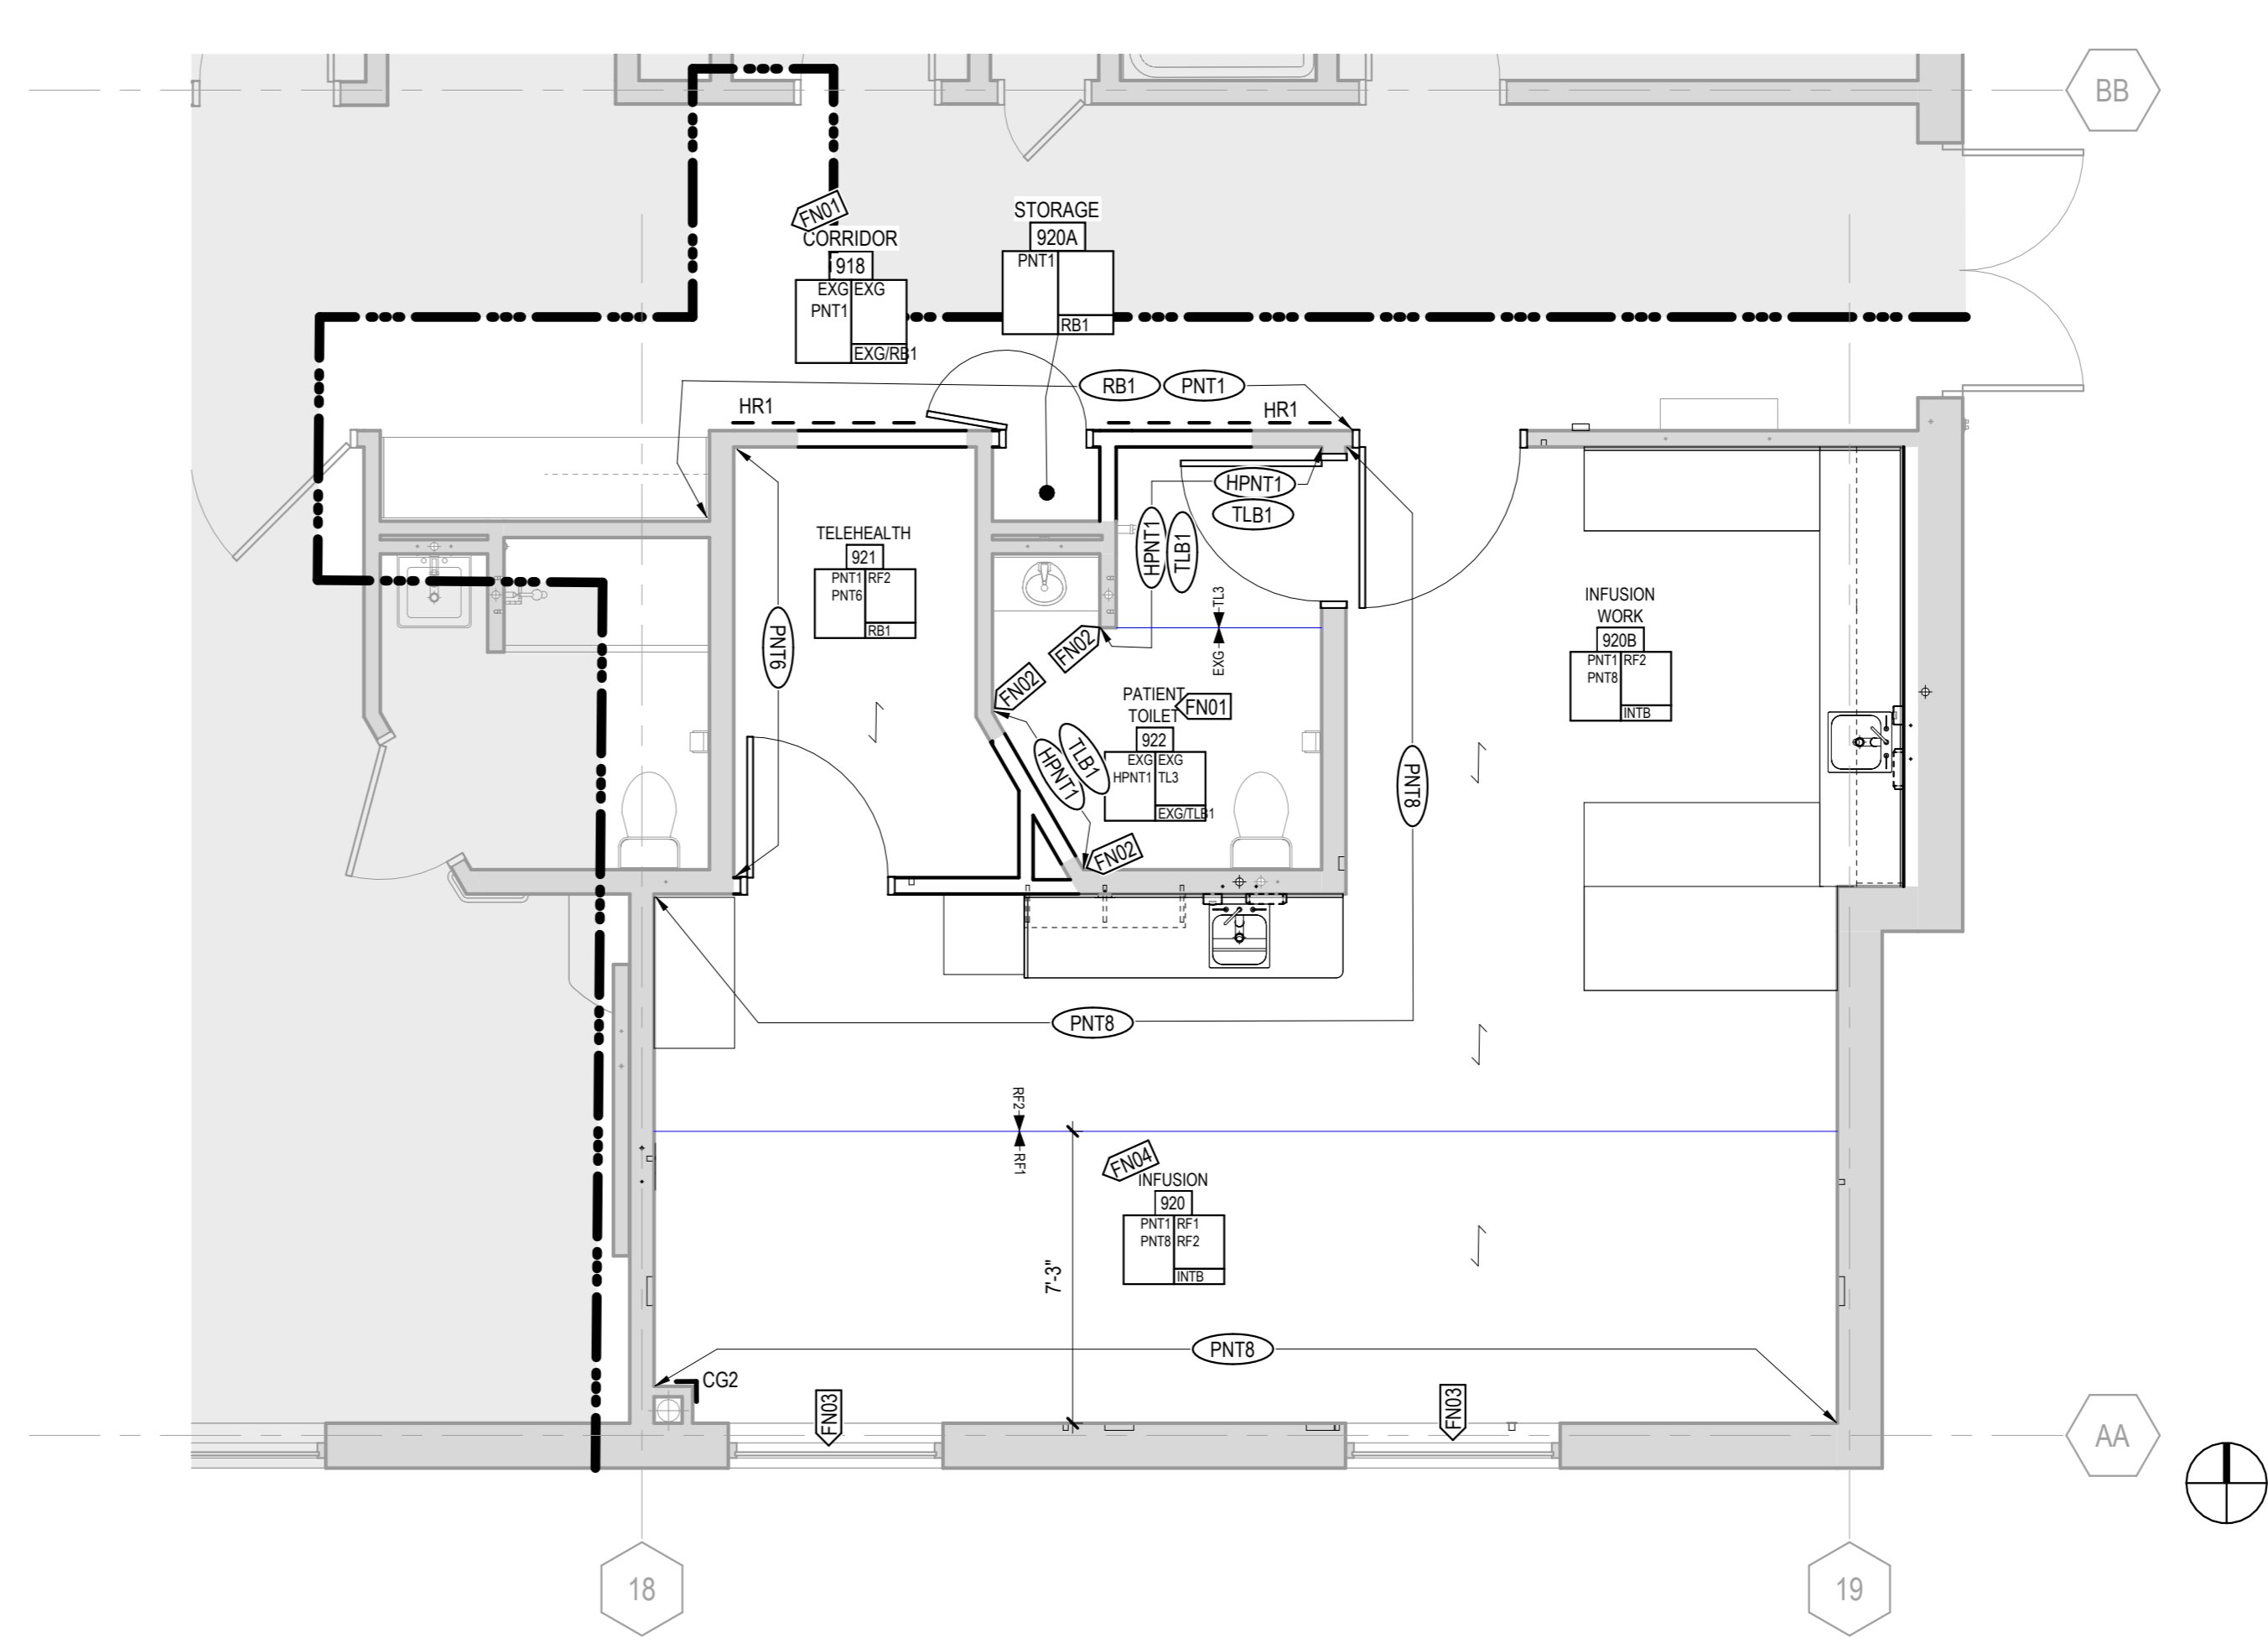 BB
FN01
STORAGE
920A
PNT1
RB1
CORRIDOR
918
EXG EXG
PNT1
EXG/RB1
RB1 PNT1
HR1
HR1
HPNT1
TLB1
HPNT1
TLB1
TELEHEALTH
921
PNT1 RF2
PNT6
RB1
PNT6
TL3
EXG
FN02
FN02
PATIENT
TOILET
FN01
922
EXG EXG
HPNT1 TL3
EXG/TLB1
TLB1
HPNT1
FN02
INFUSION
WORK
920B
PNT1 RF2
PNT8
INTB
PNT8
PNT8
RF2
RF1
FN04
INFUSION
920
PNT1 RF1
PNT8 RF2
INTB
7'-3"
PNT8
CG2
FN03
FN03
AA
18
19